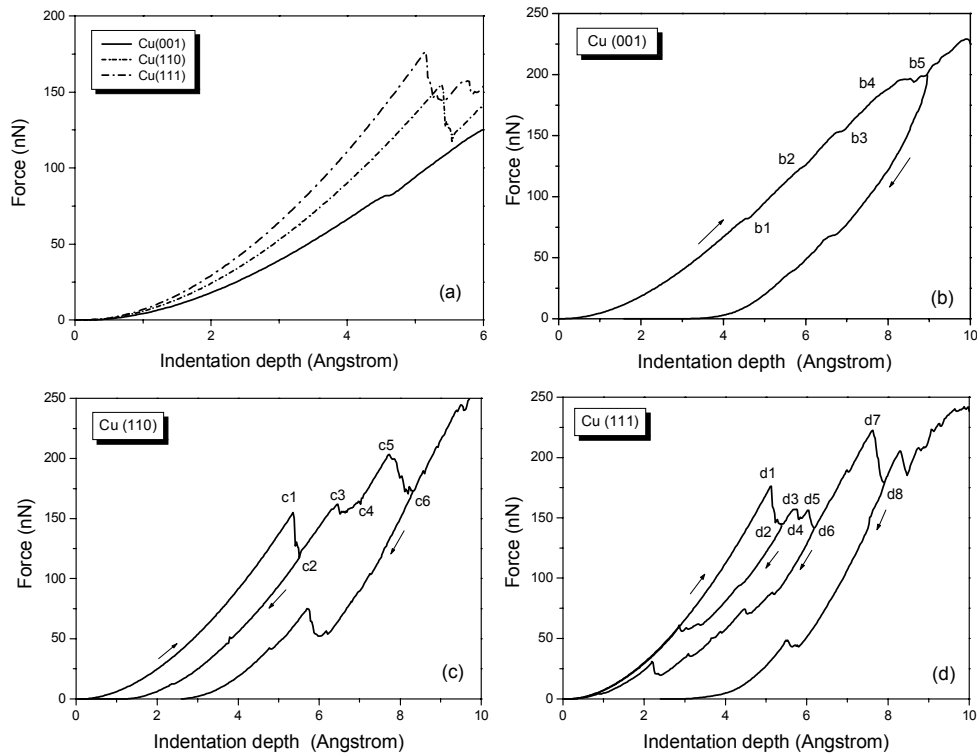 200
150
100
50
0
0
2
4
6
Force (nN)
Indentation depth (Angstrom)
Cu(001)
Cu(110)
Cu(111)
(a)
250
200
150
100
50
0
0
1
2
3
4
5
6
7
8
9
10
Force (nN)
Indentation depth (Angstrom)
Cu (001)
b1
b2
b3
b4
b5
(b)
250
200
150
100
50
0
0
2
4
6
8
10
Force (nN)
Indentation depth (Angstrom)
Cu (110)
c1
c2
c3
c4
c5
c6
(c)
250
200
150
100
50
0
0
2
4
6
8
10
Force (nN)
Indentation depth (Angstrom)
Cu (111)
d1
d2
d3
d4
d5
d6
d7
d8
(d)